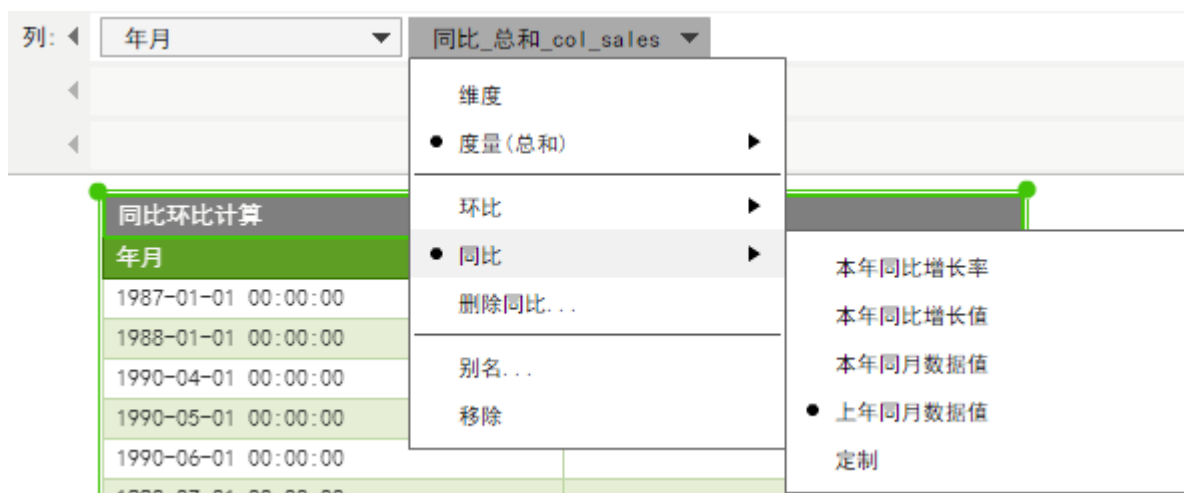 列: 年月 同比_总和_col_sales
维度
度量(总和)
环比
同比
删除同比...
别名...
移除
本年同比增长率
本年同比增长值
本年同月数据值
上年同月数据值
定制
同比环比计算
年月
1987-01-01 00:00:00
1988-01-01 00:00:00
1990-04-01 00:00:00
1990-05-01 00:00:00
1990-06-01 00:00:00